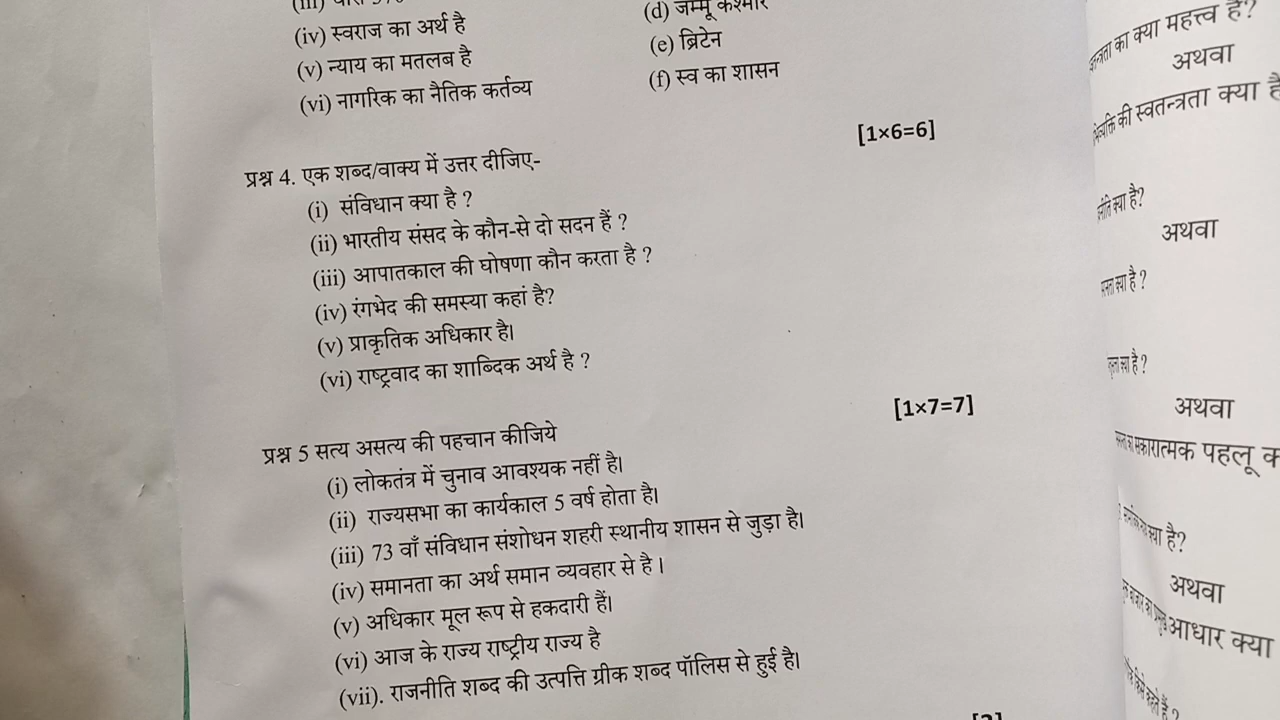 (iv) स्वराज का अर्थ है
(v) न्याय का मतलब है
(vi) नागरिक का नैतिक कर्तव्य
(d) जम्मू कश्मीर
(e) ब्रिटेन
(f) स्व का शासन
[1×6=6]
प्रश्न 4. एक शब्द/वाक्य में उत्तर दीजिए-
(i) संविधान क्या है ?
(ii) भारतीय संसद के कौन-से दो सदन हैं ?
(iii) आपातकाल की घोषणा कौन करता है ?
(iv) रंगभेद की समस्या कहां है?
(v) प्राकृतिक अधिकार है।
(vi) राष्ट्रवाद का शाब्दिक अर्थ है ?
[1×7=7]
प्रश्न 5 सत्य असत्य की पहचान कीजिये
(i) लोकतंत्र में चुनाव आवश्यक नहीं है।
(ii) राज्यसभा का कार्यकाल 5 वर्ष होता है।
(iii) 73 वाँ संविधान संशोधन शहरी स्थानीय शासन से जुड़ा है।
(iv) समानता का अर्थ समान व्यवहार से है ।
(v) अधिकार मूल रूप से हकदारी हैं।
(vi) आज के राज्य राष्ट्रीय राज्य है
(vii). राजनीति शब्द की उत्पत्ति ग्रीक शब्द पॉलिस से हुई है।
का क्या महत्त्व है?
अथवा
की स्वतन्त्रता क्या है
क्या है?
अथवा
क्या है ?
क्या है ?
अथवा
सकारात्मक पहलू
क्या है?
अथवा
आधार क्या